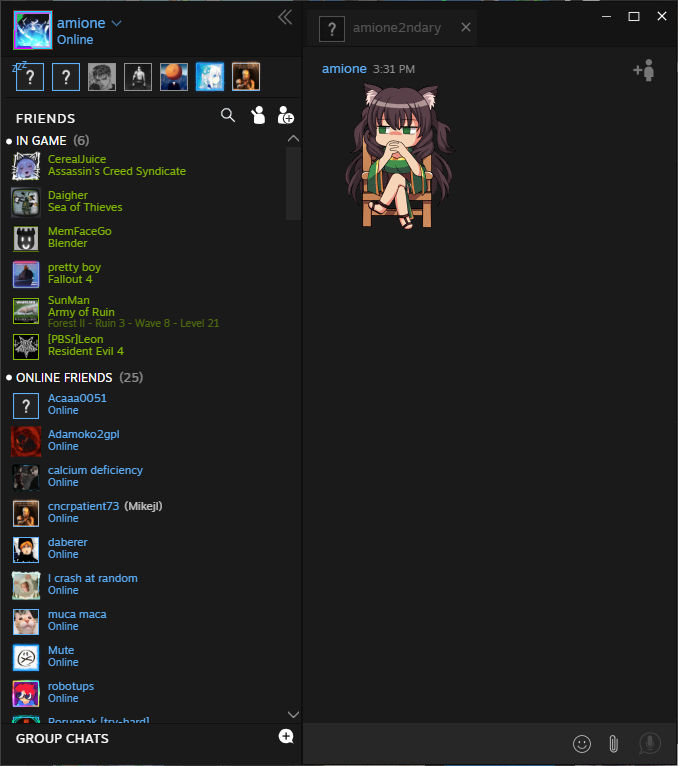 amione
Online
zzZ
?
?
FRIENDS
IN GAME (6)
CerealJuice
Assassin's Creed Syndicate
Daigher
Sea of Thieves
MemFaceGo
Blender
pretty boy
Fallout 4
SunMan
Army of Ruin
Forest II - Ruin 3 - Wave 8 - Level 21
[PBSr]Leon
Resident Evil 4
ONLINE FRIENDS (25)
?
Acaaa0051
Online
Adamoko2gpl
Online
calcium deficiency
Online
cncrpatient73 (Mikejl)
Online
daberer
Online
I crash at random
Online
muca maca
Online
Mute
Online
robotups
Online
Porugnak [try-hard]
GROUP CHATS
?
amione2ndary
amione 3:31 PM